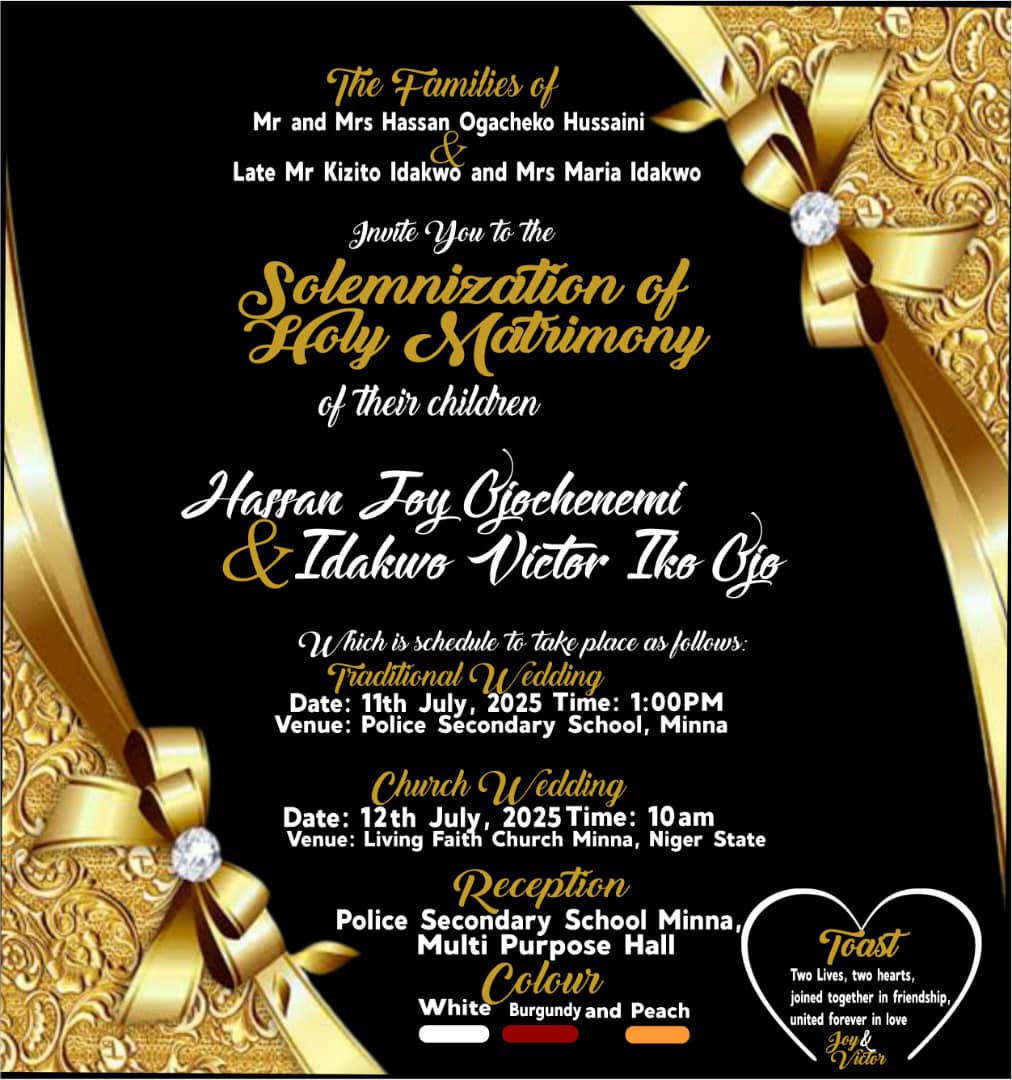 The Families of
Mr and Mrs Hassan Ogacheko Hussaini
&
Late Mr Kizito Idakwo and Mrs Maria Idakwo
Invite You to the
Solemnization of
Holy Matrimony
of their children
Hassan Joy Ojochenemi
& Idakwo Victor Iko Ojo
Which is schedule to take place as follows:
Traditional Wedding
Date: 11th July, 2025 Time: 1:00PM
Venue: Police Secondary School, Minna
Church Wedding
Date: 12th July, 2025 Time: 10am
Venue: Living Faith Church Minna, Niger State
Reception
Police Secondary School Minna,
Multi Purpose Hall
Colour
White Burgundy and Peach
Toast
Two Lives, two hearts,
joined together in friendship,
united forever in love
Joy &
Victor